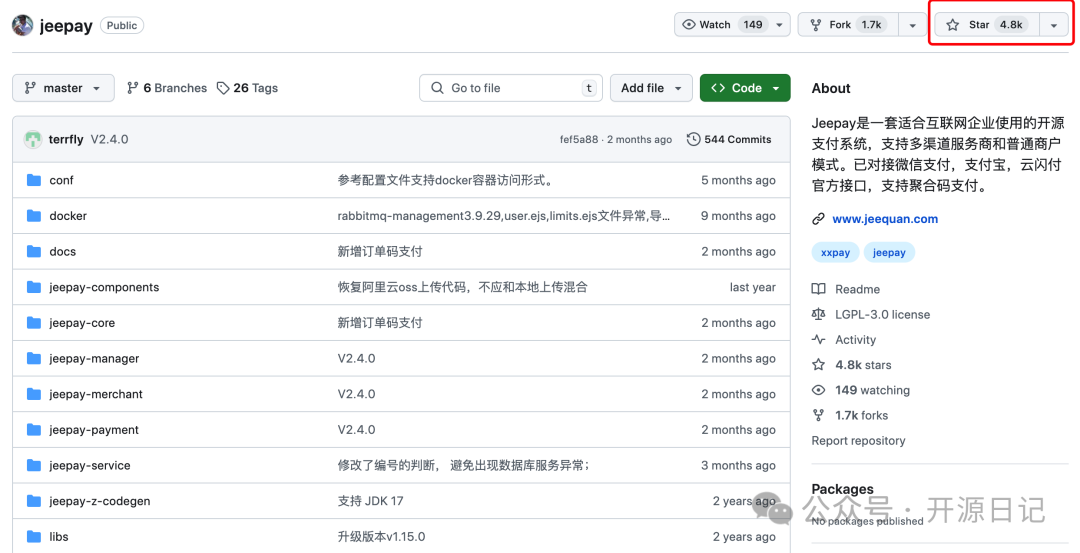 jeepay Public Watch 149 Fork 1.7k Star 4.8k
master 6 Branches 26 Tags Go to file t Add file Code
terrfly V2.4.0 fef5a88 · 2 months ago 544 Commits
conf 参考配置文件支持docker容器访问形式。 5 months ago
docker rabbitmq-management3.9.29,user.ejs,limits.ejs文件异常,导... 9 months ago
docs 新增订单码支付 2 months ago
jeepay-components 恢复阿里云oss上传代码，不应和本地上传混合 last year
jeepay-core 新增订单码支付 2 months ago
jeepay-manager V2.4.0 2 months ago
jeepay-merchant V2.4.0 2 months ago
jeepay-payment V2.4.0 2 months ago
jeepay-service 修改了编号的判断， 避免出现数据库服务异常； 3 months ago
jeepay-z-codegen 支持 JDK 17 2 years ago
libs 升级版本v1.15.0 2 years ago
About
Jeepay是一套适合互联网企业使用的开源
支付系统，支持多渠道服务商和普通商户
模式。已对接微信支付，支付宝，云闪付
官方接口，支持聚合码支付。
www.jeequan.com
xxpay jeepay
Readme
LGPL-3.0 license
Activity
4.8k stars
149 watching
1.7k forks
Report repository
Packages
No packages published
公众号 · 开源日记